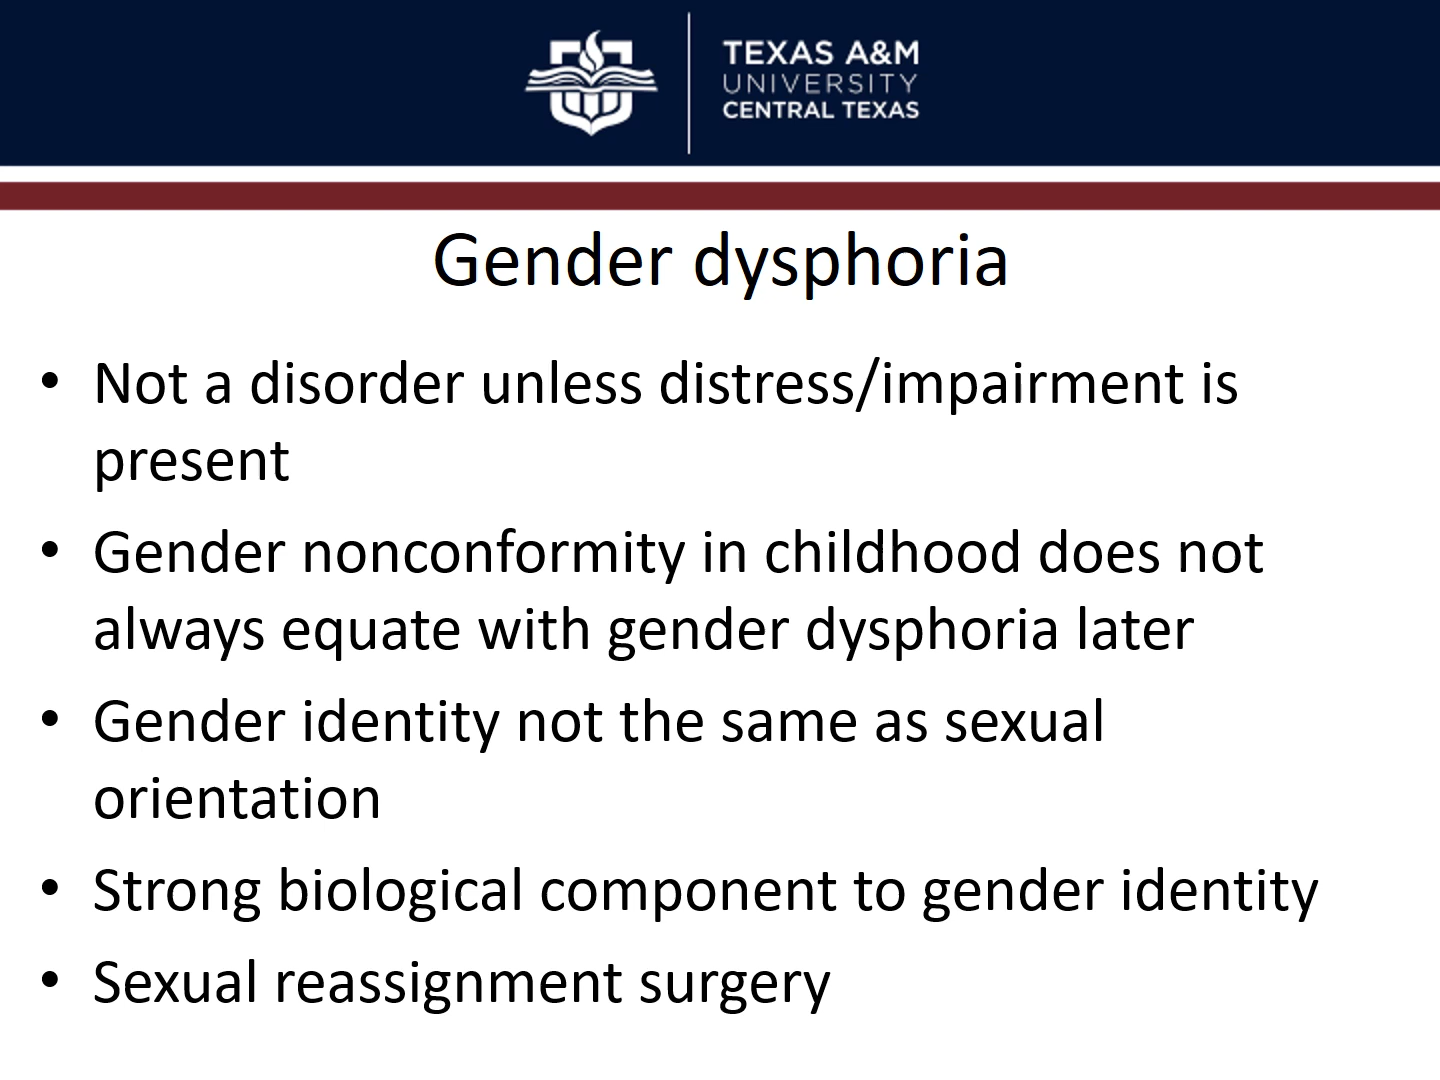 TEXAS A&M
UNIVERSITY
CENTRAL TEXAS
Gender dysphoria
• Not a disorder unless distress/impairment is
present
• Gender nonconformity in childhood does not
always equate with gender dysphoria later
• Gender identity not the same as sexual
orientation
• Strong biological component to gender identity
• Sexual reassignment surgery